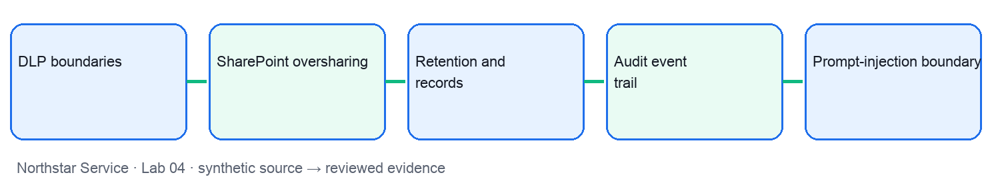 DLP boundaries
SharePoint oversharing
Retention and
records
Audit event
trail
Prompt-injection boundary
Northstar Service · Lab 04 · synthetic source → reviewed evidence